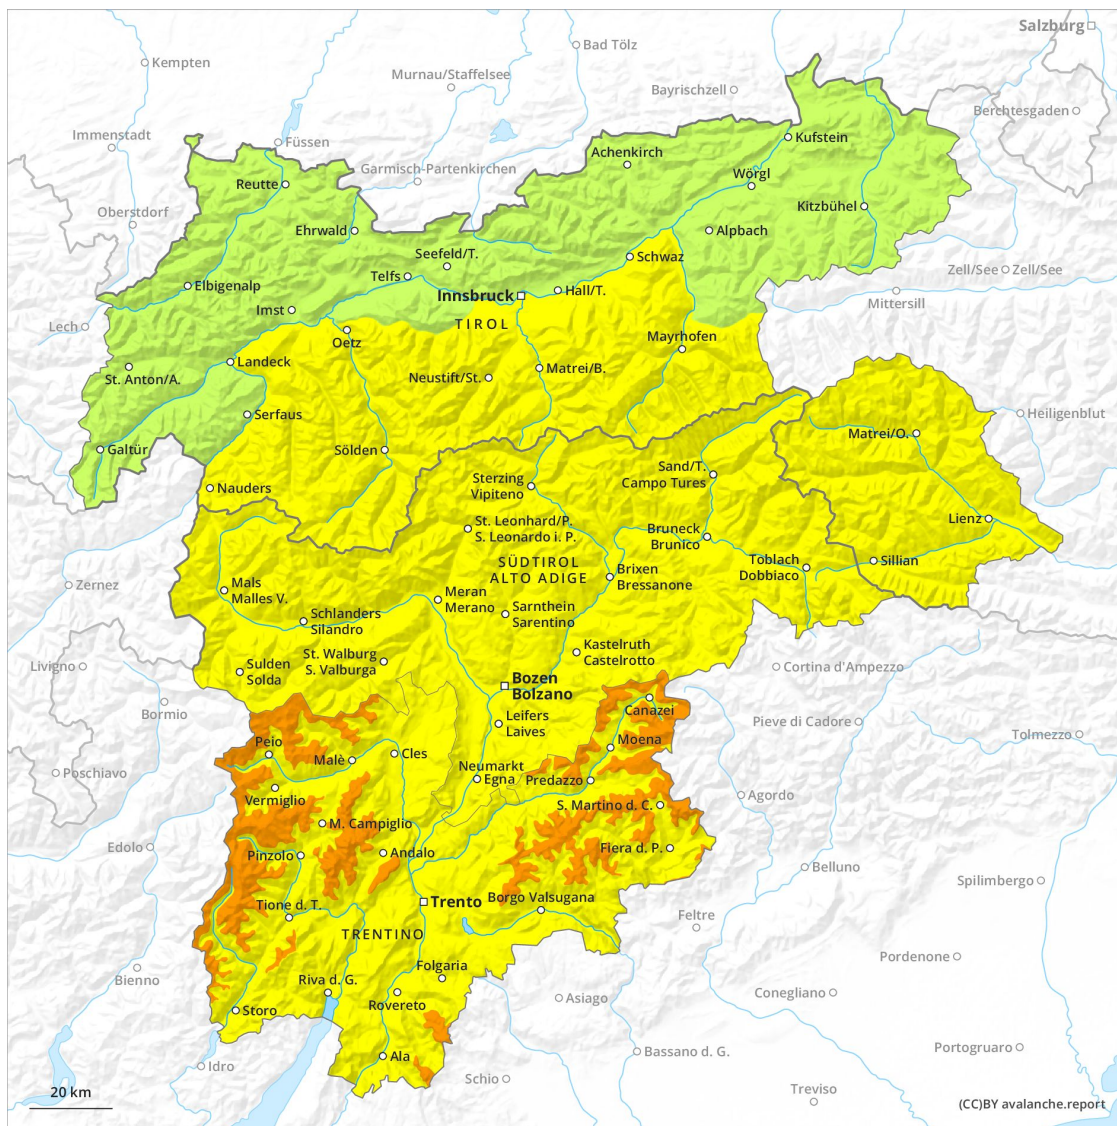 Salzburg
Bad Tölz
Kempten
Murnau/Staffelsee
Bayrischzell
Berchtesgaden
Immenstadt
Füssen
Kufstein
Achenkirch
Garmisch-Partenkirchen
Wörgl
Reutte
Kitzbühel
Oberstdorf
Ehrwald
Alpbach
Seefeld/T.
Schwaz
Telfs
Zell/See
Zell/See
Elbigenalp
Hall/T.
Innsbruck
Mittersill
Imst
Lech
TIROL
Oetz
Mayrhofen
Landeck
Matrei/B.
St. Anton/A.
Neustift/St.
Serfaus
Heiligenblut
Matrei/O.
Galtür
Sölden
Sand/T.
Campo Tures
Sterzing
Vipiteno
Nauders
Lienz
St. Leonhard/P.
S. Leonardo i. P.
Bruneck
Brunico
SÜDTIROL
ALTO ADIGE
Toblach
Dobbiaco
Sillian
Brixen
Bressanone
Zernez
Mals
Malles V.
Meran
Merano
Sarnthein
Sarentino
Schlanders
Silandro
Kastelruth
Castelrotto
St. Walburg
S. Valburga
Livigno
Sulden
Solda
Cortina d'Ampezzo
Bozen
Bolzano
Bormio
Canazei
Leifers
Laives
Pieve di Cadore
Tolmezzo
Peio
Moena
Cles
Malè
Neumarkt
Egna
Predazzo
Poschiavo
Vermiglio
Agordo
S. Martino d. C.
M. Campiglio
Edolo
Pinzolo
Andalo
Fiera d. P.
Belluno
Spilimbergo
Tione d. T.
Trento
Borgo Valsugana
Feltre
TRENTINO
Pordenone
Folgaria
Bienno
Riva d. G.
Rovereto
Asiago
Conegliano
Storo
Ala
Bassano d. G.
Portogruaro
Idro
Schio
Treviso
20 km
(CC)BY avalanche.report